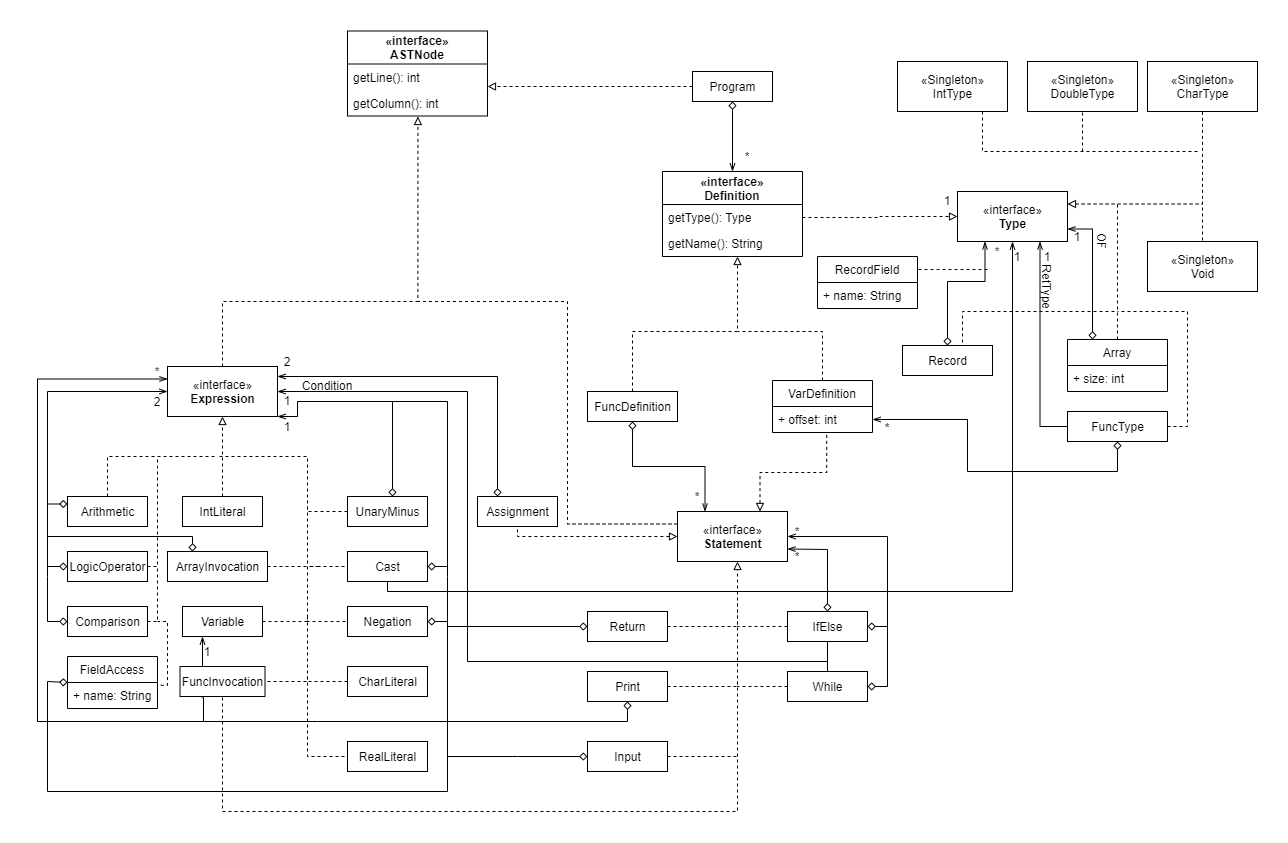 «interface»
ASTNode
getLine(): int
getColumn(): int
Program
*
«Singleton»
IntType
«Singleton»
DoubleType
«Singleton»
CharType
«interface»
Definition
getType(): Type
getName(): String
1
«interface»
Type
1
OF
*
1
1
RetType
«Singleton»
Void
RecordField
+ name: String
Record
Array
+ size: int
FuncType
*
2
«interface»
Expression
2
Condition
1
1
FuncDefinition
VarDefinition
+ offset: int
*
*
Arithmetic
IntLiteral
UnaryMinus
Assignment
«interface»
Statement
*
*
LogicOperator
ArrayInvocation
Cast
Comparison
Variable
Negation
Return
IfElse
1
FieldAccess
+ name: String
FuncInvocation
CharLiteral
Print
While
RealLiteral
Input